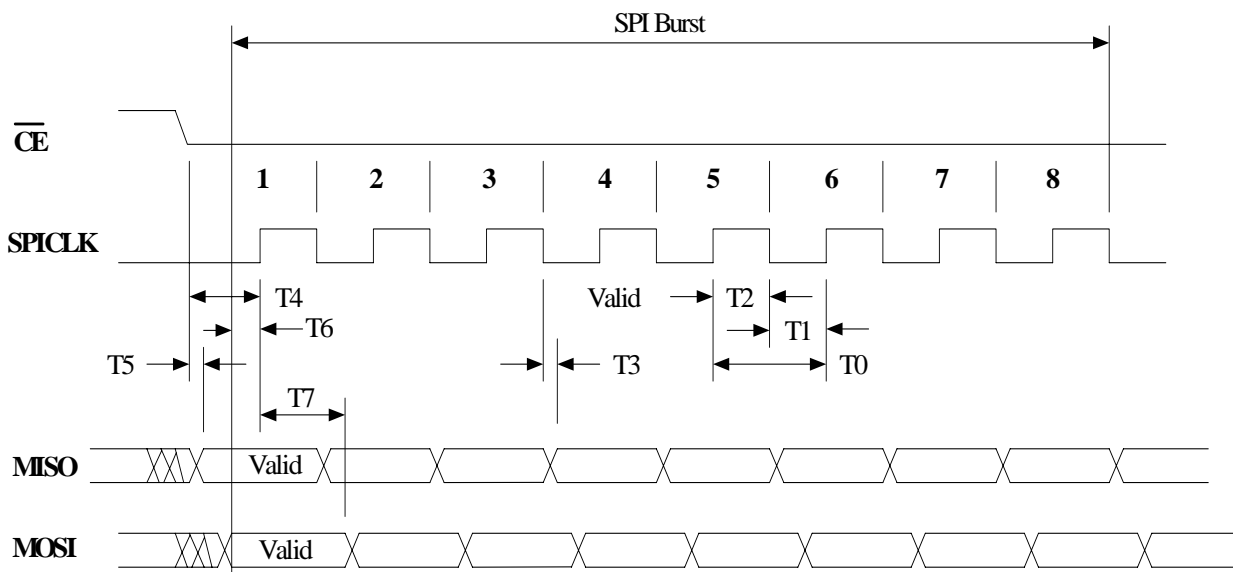 SPI Burst
CE
1 2 3 4 5 6 7 8
SPICLK
T4 Valid T2
T6 T1
T5 T3 T0
T7
MISO Valid
MOSI Valid